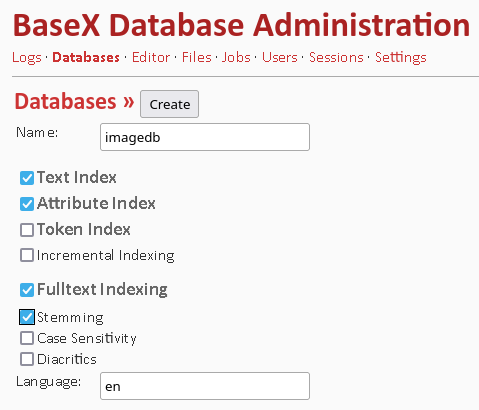 BaseX Database Administration
Logs · Databases · Editor · Files · Jobs · Users · Sessions · Settings
Databases » Create
Name: imagedb
Text Index
Attribute Index
Token Index
Incremental Indexing
Fulltext Indexing
Stemming
Case Sensitivity
Diacritics
Language: en